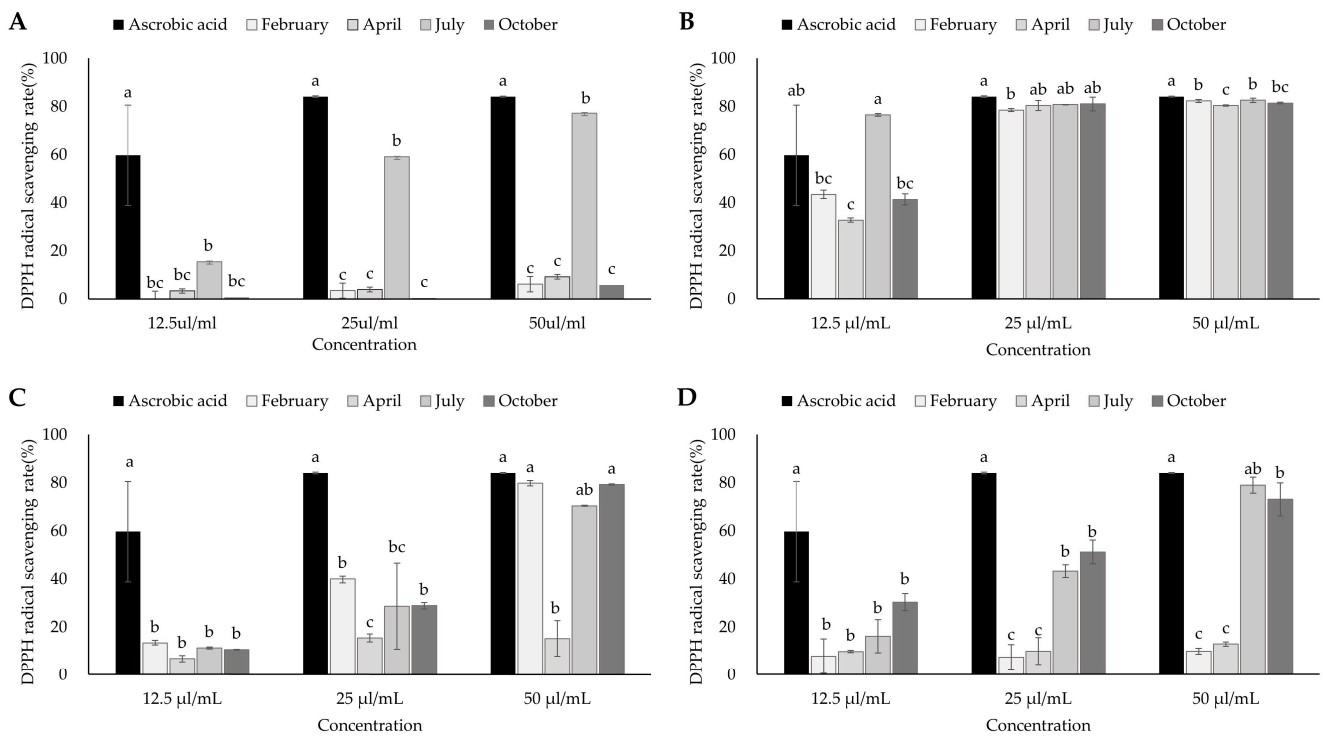 A
Ascrobic acid February April July October
DPPH radical scavenging rate(%)
100
80
60
40
20
0
a
bc
bc
b
bc
a
c
c
b
c
a
c
c
b
c
12.5ul/ml 25ul/ml 50ul/ml
Concentration
B
Ascrobic acid February April July October
DPPH radical scavenging rate(%)
100
80
60
40
20
0
ab
bc
c
a
bc
a
b
ab
ab
ab
a
b
c
b
bc
12.5 µl/mL 25 µl/mL 50 µl/mL
Concentration
C
Ascrobic acid February April July October
DPPH radical scavenging rate(%)
100
80
60
40
20
0
a
b
b
b
b
a
b
c
bc
b
a
a
b
ab
a
12.5 µl/mL 25 µl/mL 50 µl/mL
Concentration
D
Ascrobic acid February April July October
DPPH radical scavenging rate(%)
100
80
60
40
20
0
a
b
b
b
b
a
c
c
b
b
a
c
c
ab
b
12.5 µl/mL 25 µl/mL 50 µl/mL
Concentration